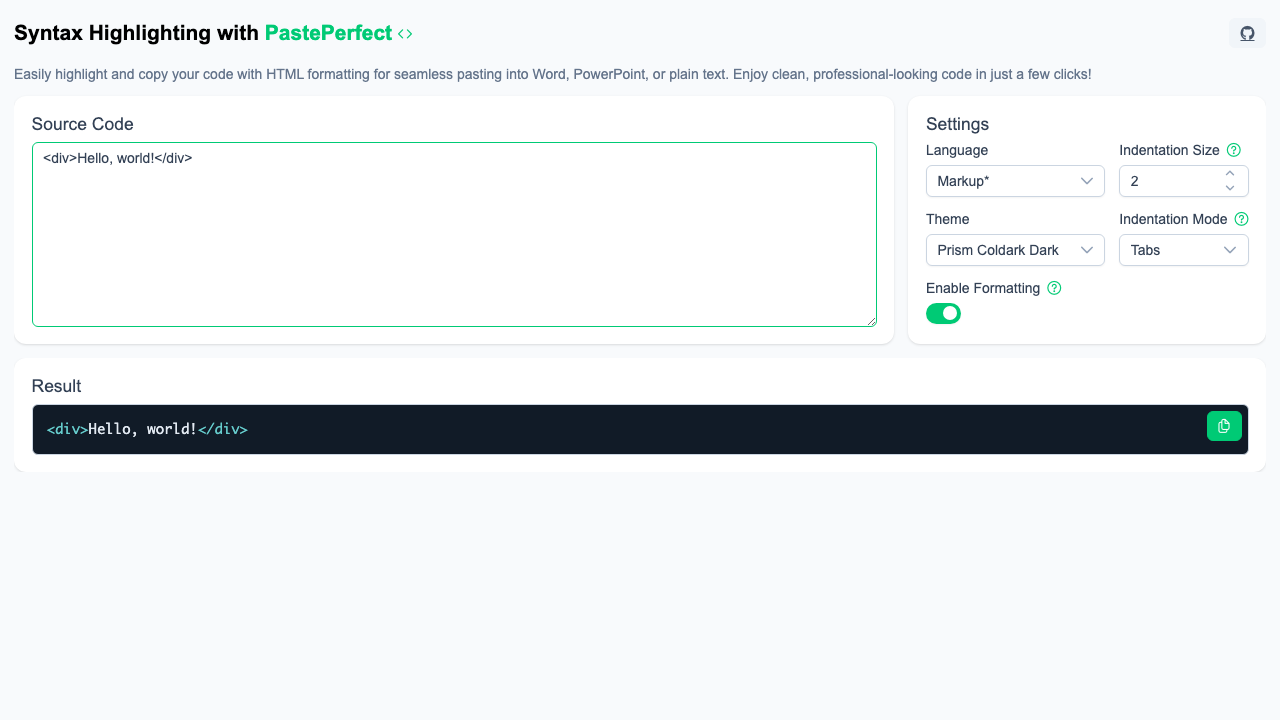 Syntax Highlighting with PastePerfect
Easily highlight and copy your code with HTML formatting for seamless pasting into Word, PowerPoint, or plain text. Enjoy clean, professional-looking code in just a few clicks!
Source Code
<div>Hello, world!</div>
Settings
Language
Indentation Size
Markup*
2
Theme
Indentation Mode
Prism Coldark Dark
Tabs
Enable Formatting
Result
<div>Hello, world!</div>